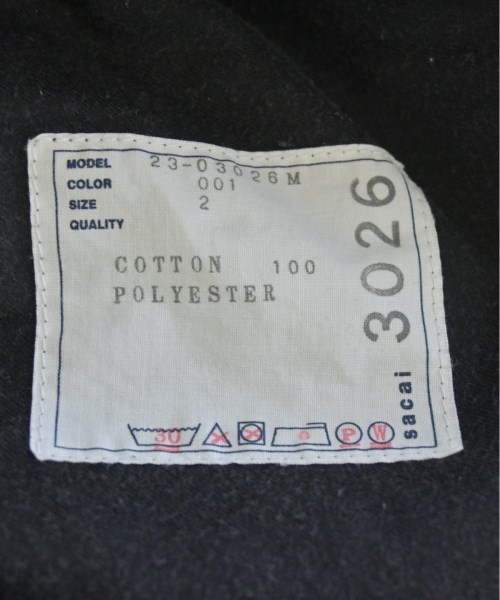 MODEL 23-03026M
COLOR 001
SIZE 2
QUALITY
COTTON 100
POLYESTER
30
P
W
sacai 3026